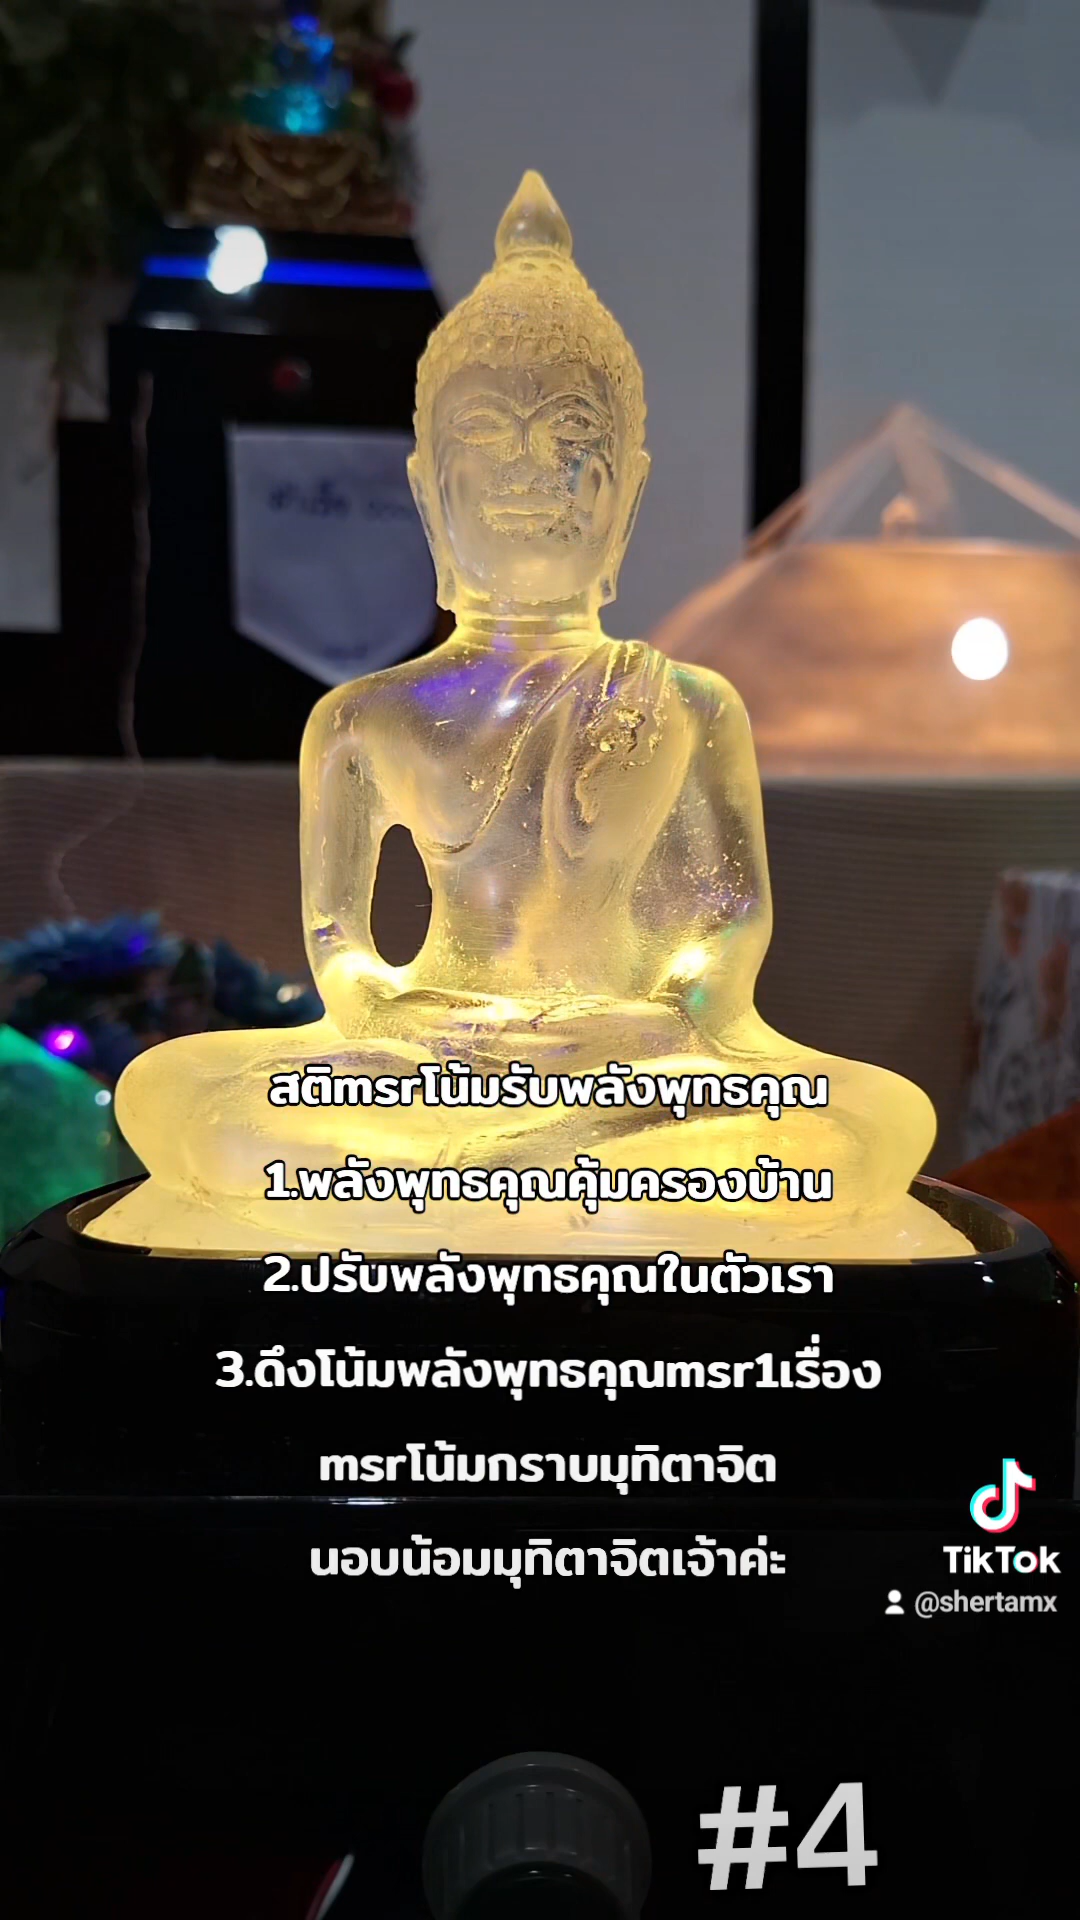 สติmsrโน้มรับพลังพุทธคุณ
1.พลังพุทธคุณคุ้มครองบ้าน
2.ปรับพลังพุทธคุณในตัวเรา
3.ดึงโน้มพลังพุทธคุณmsr1เรื่อง
msrโน้มกราบมุทิตาจิต
นอบน้อมมุทิตาจิตเจ้าค่ะ
TikTok
@shertamx
#4